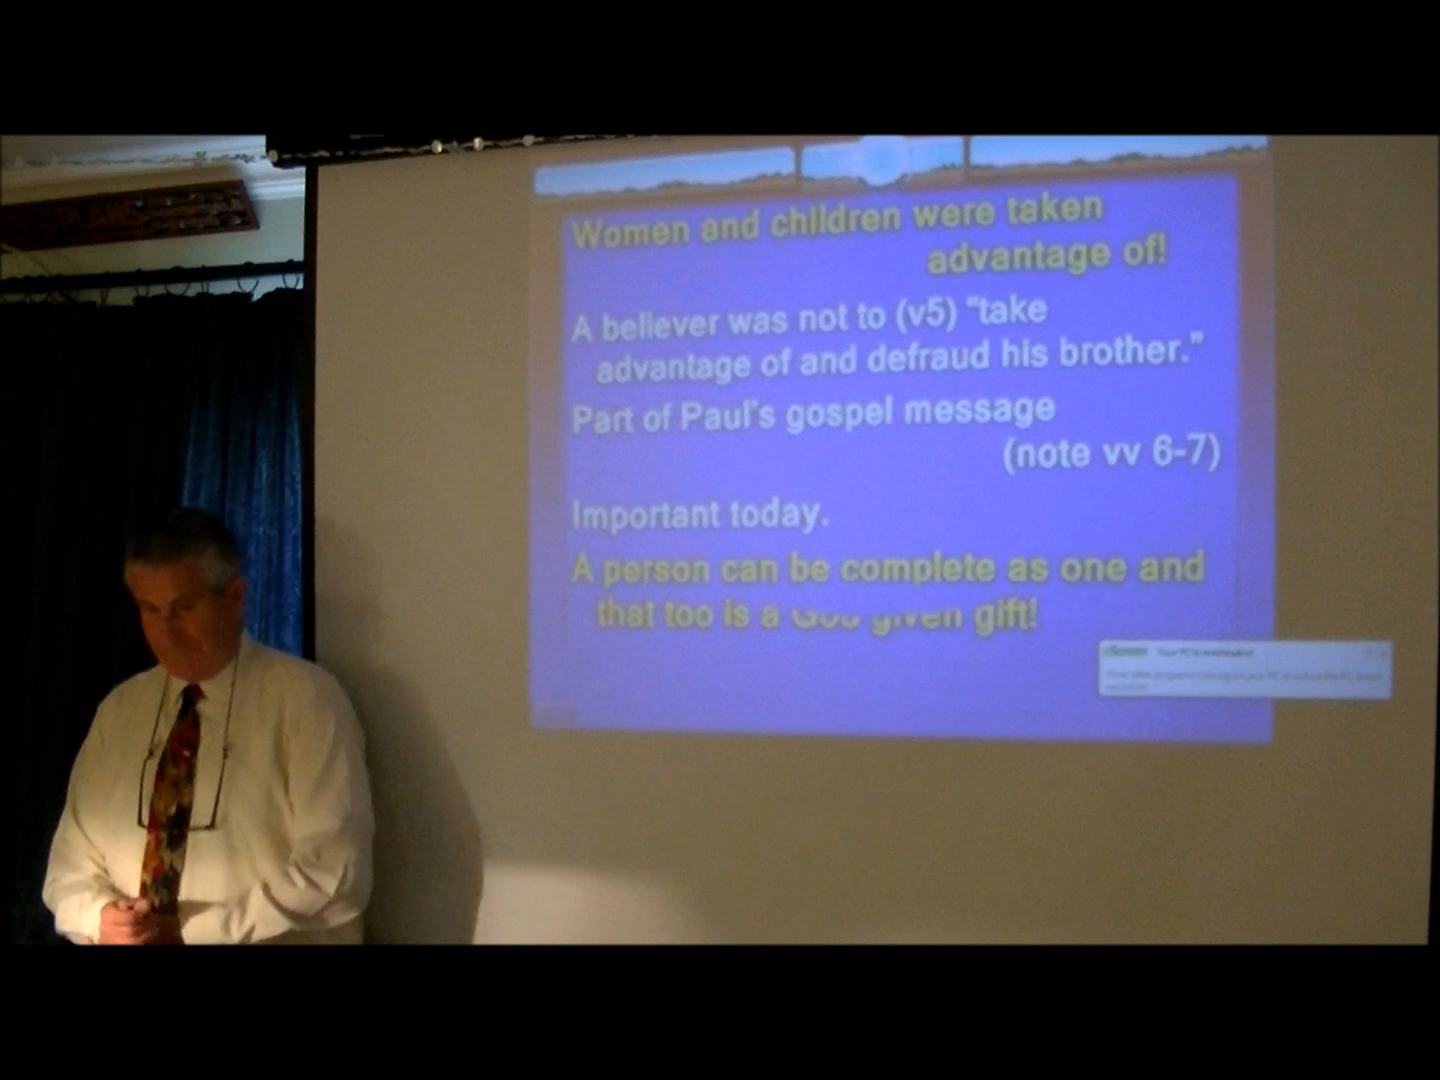 Women and children were taken
advantage of!
A believer was not to (v5) “take
advantage of and defraud his brother.”
Part of Paul's gospel message
(note vv 6-7)
Important today.
A person can be complete as one and
that too is a God given gift!